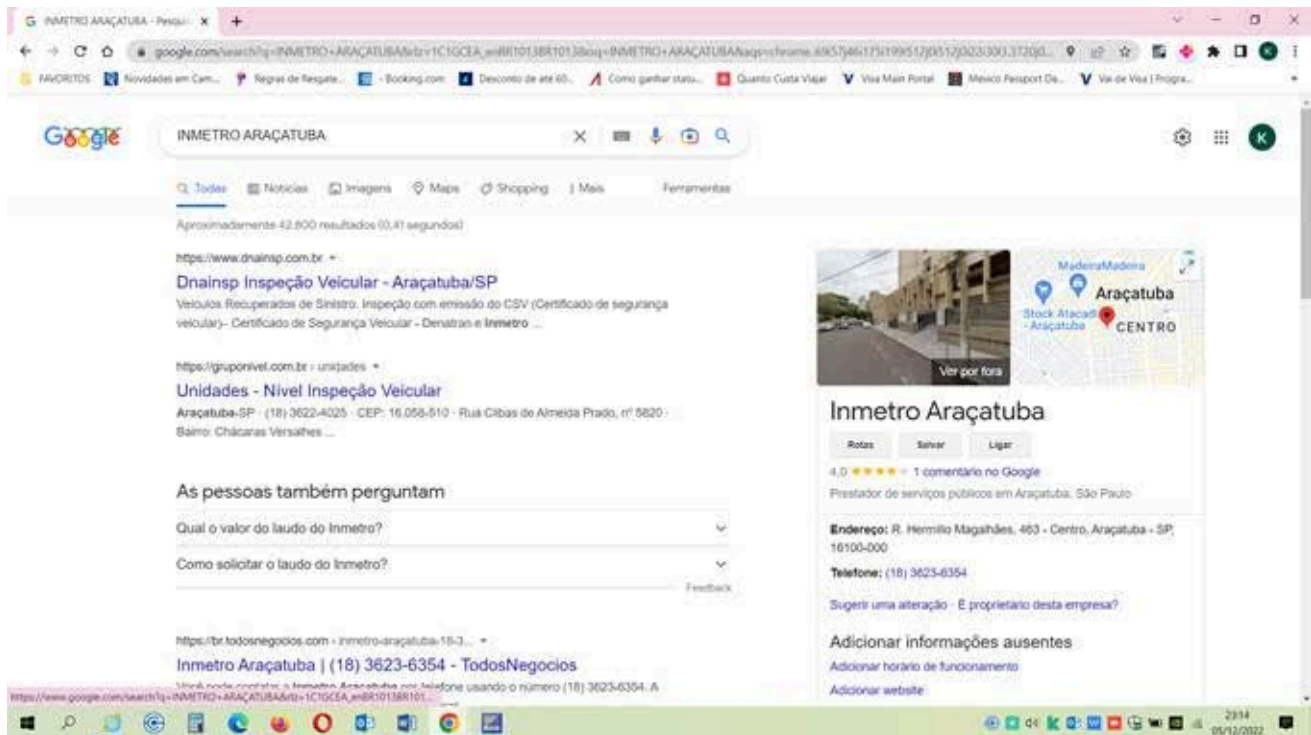 INMETRO ARAÇATUBA - Pesqui
FAVORITOS
Novidades em Cam...
Regras de Resgate...
- Booking.com
Desconto de até 60...
Como ganhar statu...
Quanto Custa Viajar
Visa Main Portal
Mexico Passport De...
Vai de Visa | Progra...
Google
INMETRO ARAÇATUBA
K
Todas
Notícias
Imagens
Maps
Shopping
Mais
Ferramentas
Aproximadamente 42.800 resultados (0,41 segundos)
https://www.dnainsp.com.br
Dnainsp Inspeção Veicular - Araçatuba/SP
Veículos Recuperados de Sinistro. Inspeção com emissão do CSV (Certificado de segurança
veicular)- Certificado de Segurança Veicular - Denatran e Inmetro ...
https://gruponivel.com.br › unidades
Unidades - Nivel Inspeção Veicular
Araçatuba-SP · (18) 3622-4025 · CEP: 16.058-510 · Rua Clibas de Almeida Prado, nº 5820 ·
Bairro: Chácaras Versalhes ...
As pessoas também perguntam
Qual o valor do laudo do Inmetro?
Como solicitar o laudo do Inmetro?
Feedback
https://br.todosnegocios.com › inmetro-araçatuba-18-3...
Inmetro Araçatuba | (18) 3623-6354 - TodosNegocios
Você pode contatar a Inmetro Araçatuba por telefone usando o número (18) 3623-6354. A
MadeiraMadeira
Araçatuba
Stock Atacad
- Araçatuba
CENTRO
Ver por fora
Inmetro Araçatuba
Rotas
Salvar
Ligar
4,0
1 comentário no Google
Prestador de serviços públicos em Araçatuba, São Paulo
Endereço: R. Hermilio Magalhães, 463 - Centro, Araçatuba - SP,
16100-000
Telefone: (18) 3623-6354
Sugerir uma alteração · É proprietário desta empresa?
Adicionar informações ausentes
Adicionar horário de funcionamento
Adicionar website
23:14
05/12/2022